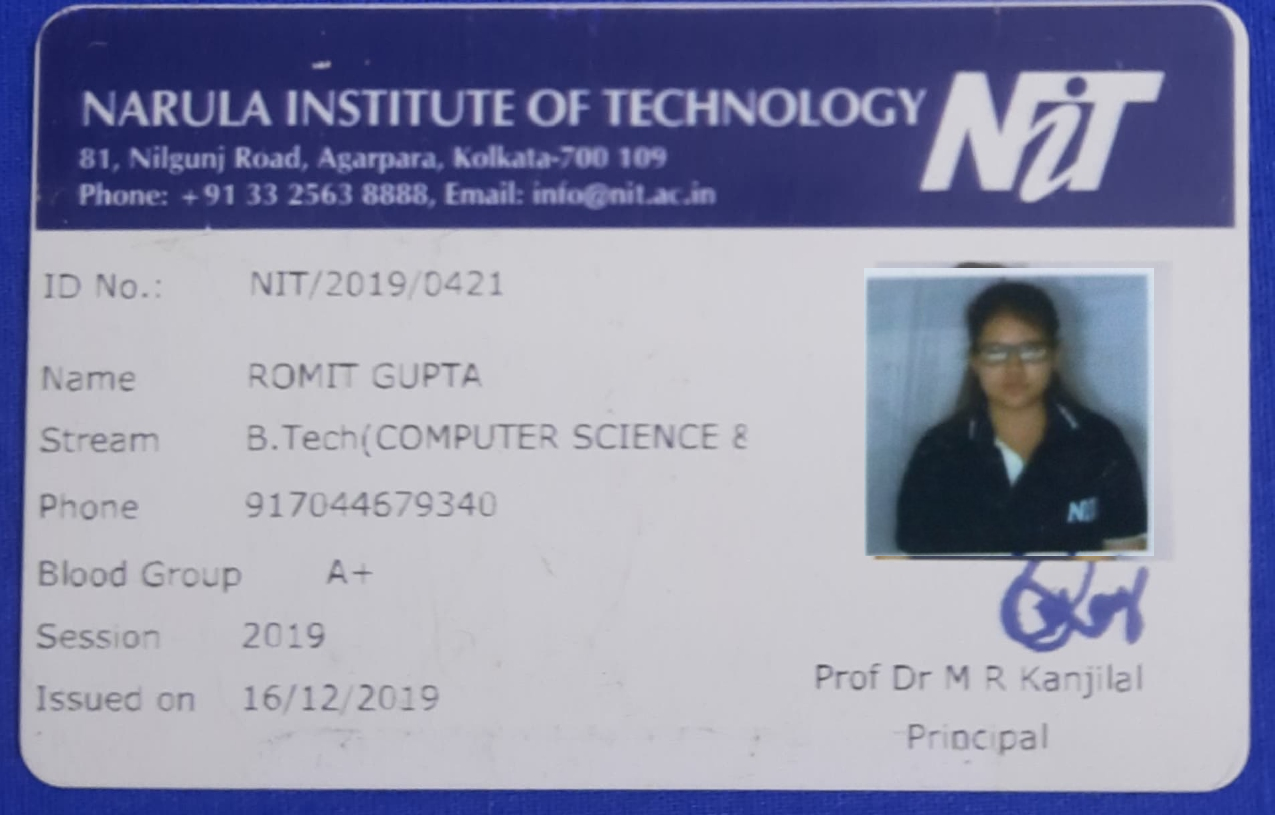 NARULA INSTITUTE OF TECHNOLOGY
NiT
81, Nilgunj Road, Agarpara, Kolkata-700 109
Phone: +91 33 2563 8888, Email: info@nit.ac.in
ID No.: NIT/2019/0421
Name ROMIT GUPTA
Stream B.Tech(COMPUTER SCIENCE &
Phone 917044679340
Blood Group A+
Session 2019
Issued on 16/12/2019
NiT
Prof Dr M R Kanjilal
Principal